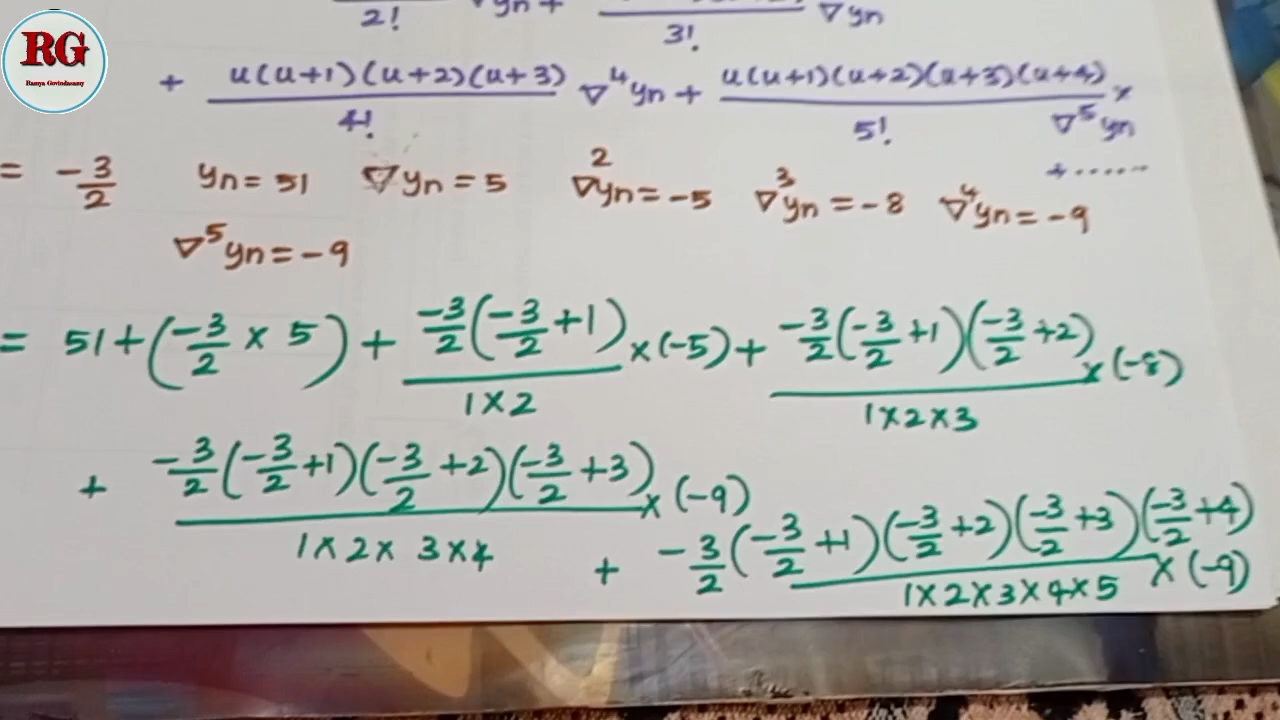 RG
Ramya Govindasamy
2! yn + 3! ∇yn
+ u(u+1)(u+2)(u+3)/4! ∇⁴yn + u(u+1)(u+2)(u+3)(u+4)/5! × ∇⁵yn
+ ......
= -3/2 yn = 51 ∇yn = 5 ∇²yn = -5 ∇³yn = -8 ∇⁴yn = -9
∇⁵yn = -9
= 51 + (-3/2 × 5) + -3/2(-3/2 +1)/1×2 × (-5) + -3/2(-3/2 +1)(-3/2 +2)/1×2×3 × (-8)
+ -3/2(-3/2 +1)(-3/2 +2)(-3/2 +3)/1×2×3×4 × (-9)
+ -3/2(-3/2 +1)(-3/2 +2)(-3/2 +3)(-3/2 +4)/1×2×3×4×5 × (-9)